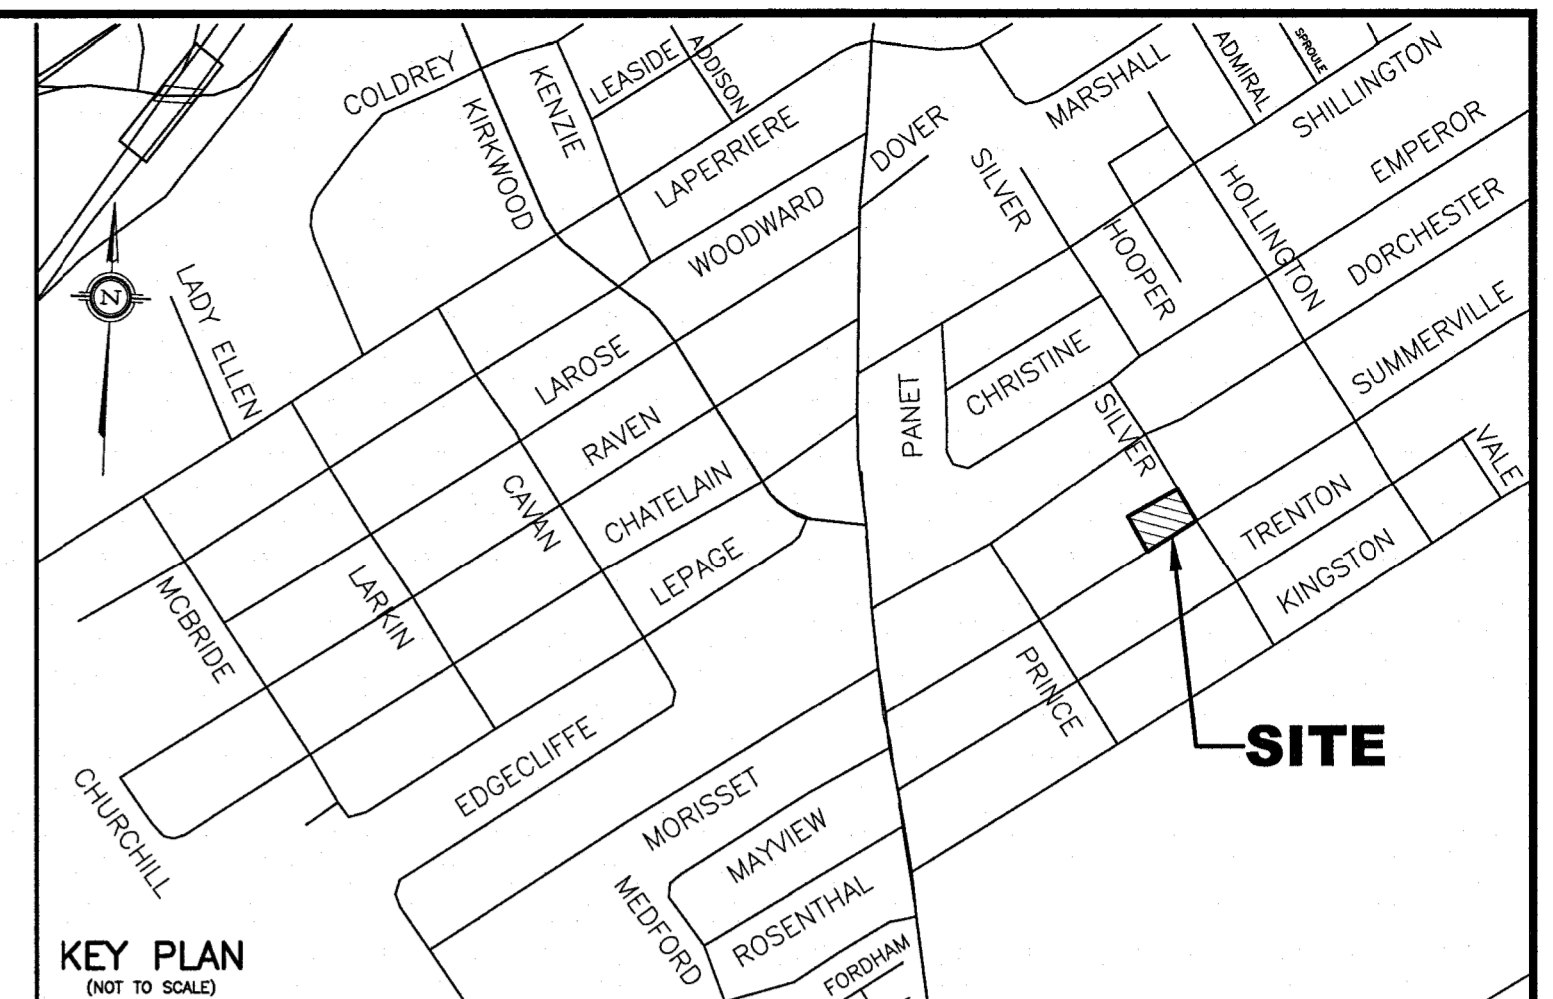 COLDREY
KIRKWOOD
KENZIE
LEASIDE
ADDISON
LAPERRIERE
WOODWARD
DOVER
SILVER
MARSHALL
ADMIRAL
SPROULE
SHILLINGTON
EMPEROR
HOLLINGTON
HOOPER
DORCHESTER
SUMMERVILLE
N
LADY ELLEN
LAROSE
RAVEN
CAVAN
CHATELAIN
LEPAGE
PANET
CHRISTINE
SILVER
VALE
TRENTON
KINGSTON
MCBRIDE
LARKIN
PRINCE
SITE
EDGECLIFFE
CHURCHILL
MORISSET
MAYVIEW
MEDFORD
ROSENTHAL
FORDHAM
KEY PLAN
(NOT TO SCALE)